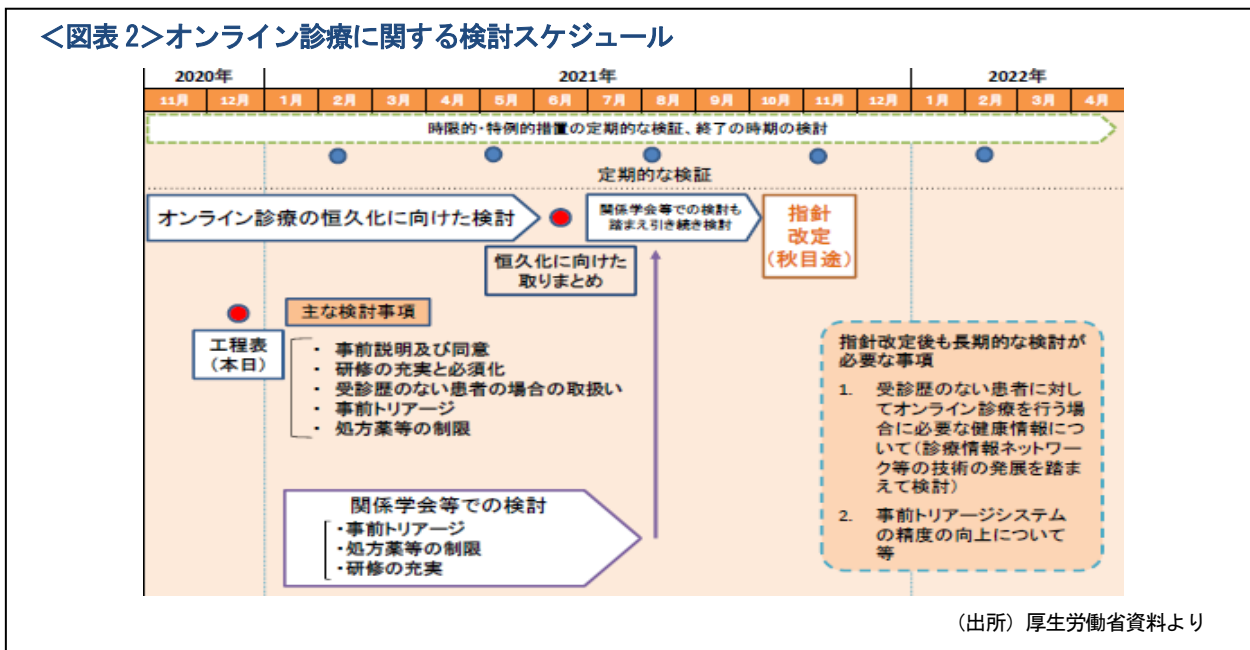 <図表2>オンライン診療に関する検討スケジュール
2020年 2021年 2022年
11月 12月 1月 2月 3月 4月 5月 6月 7月 8月 9月 10月 11月 12月 1月 2月 3月 4月
時限的・特例的措置の定期的な検証、終了の時期の検討
定期的な検証
オンライン診療の恒久化に向けた検討
関係学会等での検討も
踏まえ引き続き検討
指針
改定
(秋目途)
恒久化に向けた
取りまとめ
工程表
(本日)
主な検討事項
・ 事前説明及び同意
・ 研修の充実と必須化
・ 受診歴のない患者の場合の取扱い
・ 事前トリアージ
・ 処方薬等の制限
関係学会等での検討
・事前トリアージ
・処方薬等の制限
・研修の充実
指針改定後も長期的な検討が
必要な事項
1. 受診歴のない患者に対し
てオンライン診療を行う場
合に必要な健康情報につ
いて(診療情報ネットワー
ク等の技術の発展を踏ま
えて検討)
2. 事前トリアージシステム
の精度の向上について
等
(出所)厚生労働省資料より